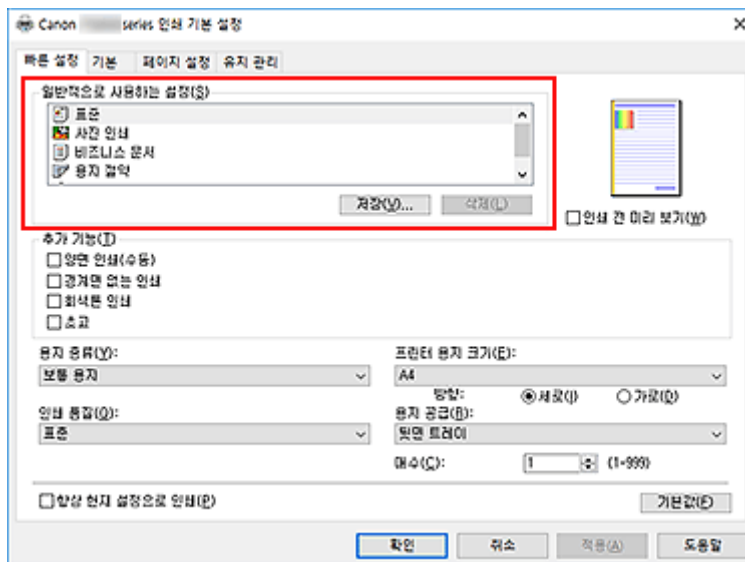 Canon series 인쇄 기본 설정
빠른 설정 기본 페이지 설정 유지 관리
일반적으로 사용하는 설정(S)
표준
사진 인쇄
비즈니스 문서
용지 절약
저장(V)... 삭제(L)
인쇄 전 미리 보기(W)
추가 기능(T)
양면 인쇄(수동)
경계면 없는 인쇄
회색톤 인쇄
초고
용지 종류(Y): 프린터 용지 크기(E):
보통 용지 A4
방향: 세로(J) 가로(D)
인쇄 품질(Q): 용지 공급(R):
표준 뒷면 트레이
매수(C): 1 (1-999)
항상 현재 설정으로 인쇄(P) 기본값(F)
확인 취소 적용(A) 도움말